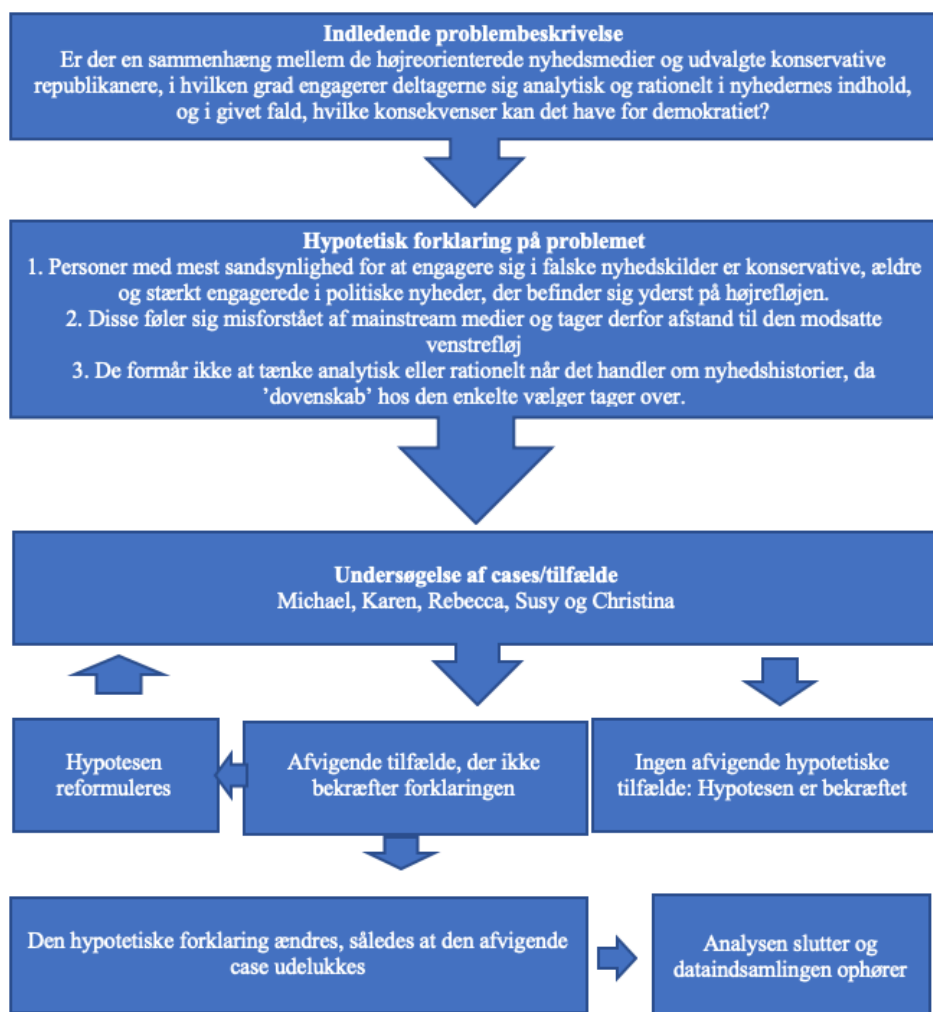 Indledende problembeskrivelse
Er der en sammenhæng mellem de højreorienterede nyhedsmedier og udvalgte konservative
republikanere, i hvilken grad engagerer deltagerne sig analytisk og rationelt i nyhedernes indhold,
og i givet fald, hvilke konsekvenser kan det have for demokratiet?
Hypotetisk forklaring på problemet
1. Personer med mest sandsynlighed for at engagere sig i falske nyhedskilder er konservative, ældre
og stærkt engagerede i politiske nyheder, der befinder sig yderst på højrefløjen.
2. Disse føler sig misforstået af mainstream medier og tager derfor afstand til den modsatte
venstrefløj
3. De formår ikke at tænke analytisk eller rationelt når det handler om nyhedshistorier, da
’dovenskab’ hos den enkelte vælger tager over.
Undersøgelse af cases/tilfælde
Michael, Karen, Rebecca, Susy og Christina
Hypotesen
reformuleres
Afvigende tilfælde, der ikke
bekræfter forklaringen
Ingen afvigende hypotetiske
tilfælde: Hypotesen er bekræftet
Den hypotetiske forklaring ændres, således at den afvigende
case udelukkes
Analysen slutter og
dataindsamlingen ophører